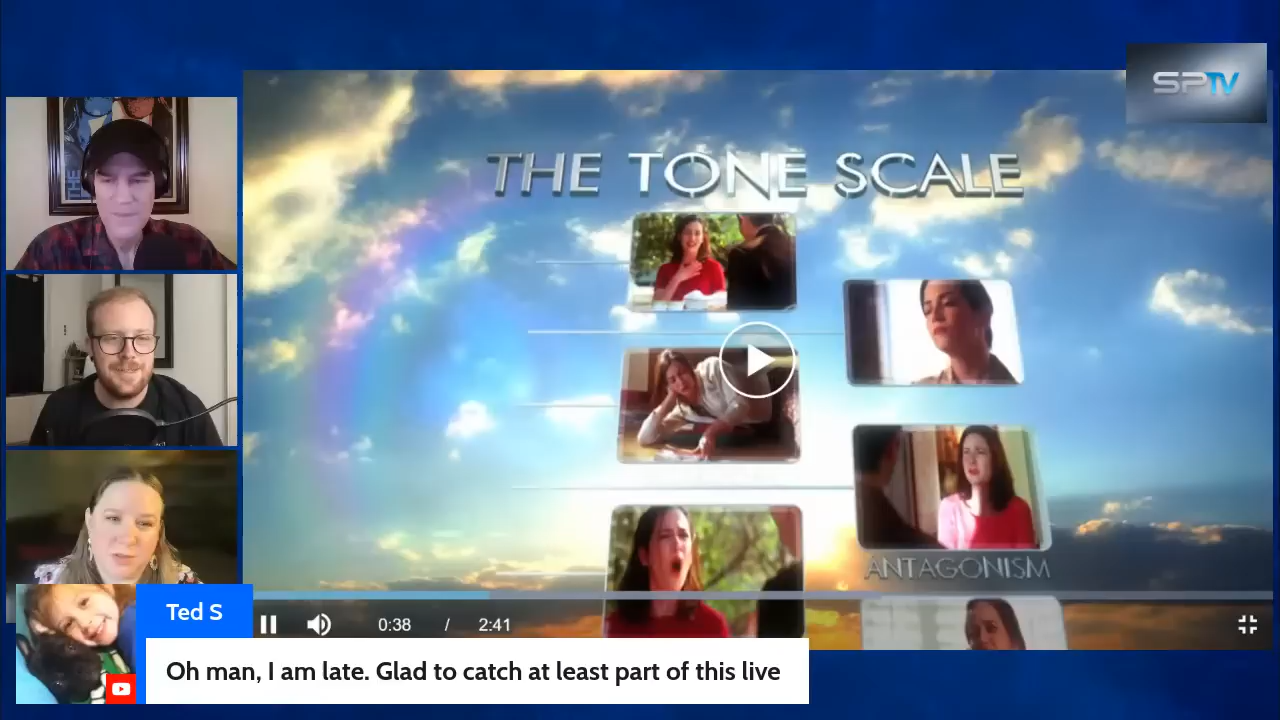 SPTV
THE TONE SCALE
ANTAGONISM
0:38 / 2:41
Ted S
Oh man, I am late. Glad to catch at least part of this live